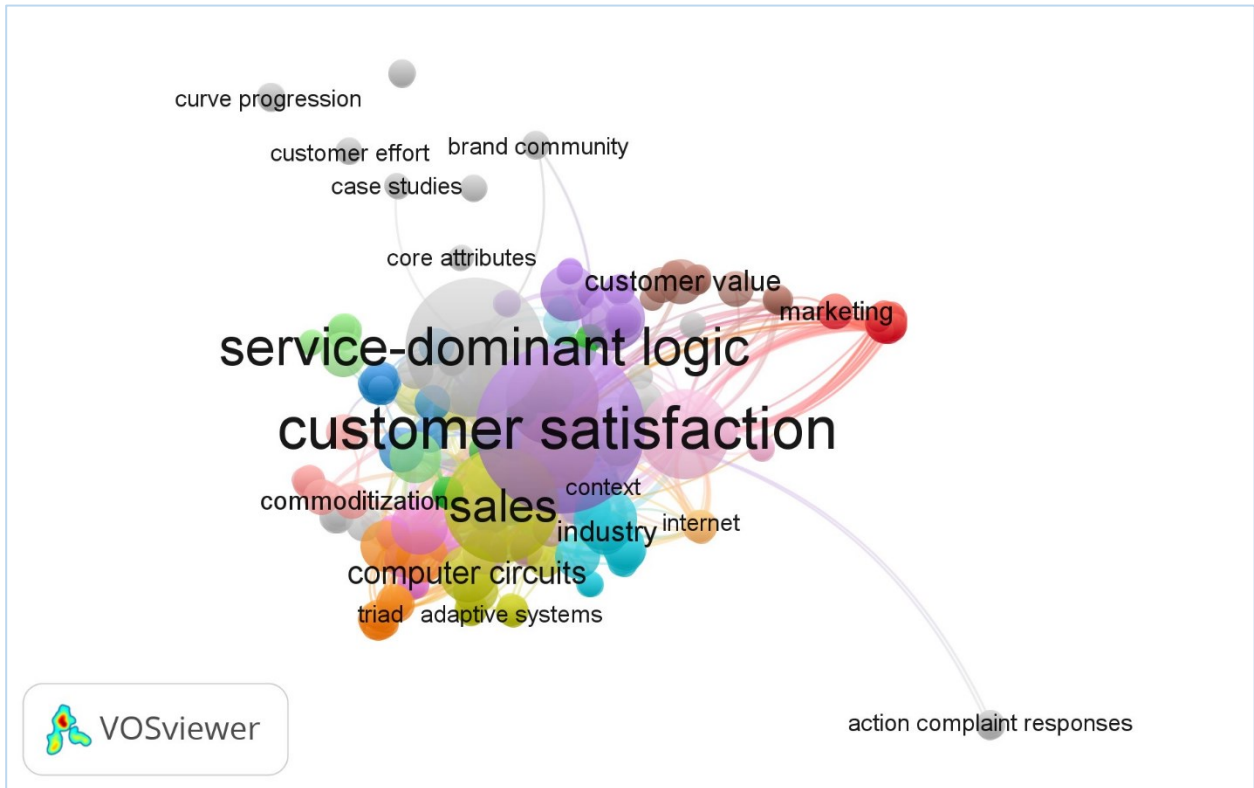 curve progression
customer effort
brand community
case studies
core attributes
customer value
marketing
service-dominant logic
customer satisfaction
context
commoditization
sales
internet
industry
computer circuits
triad
adaptive systems
action complaint responses
VOSviewer